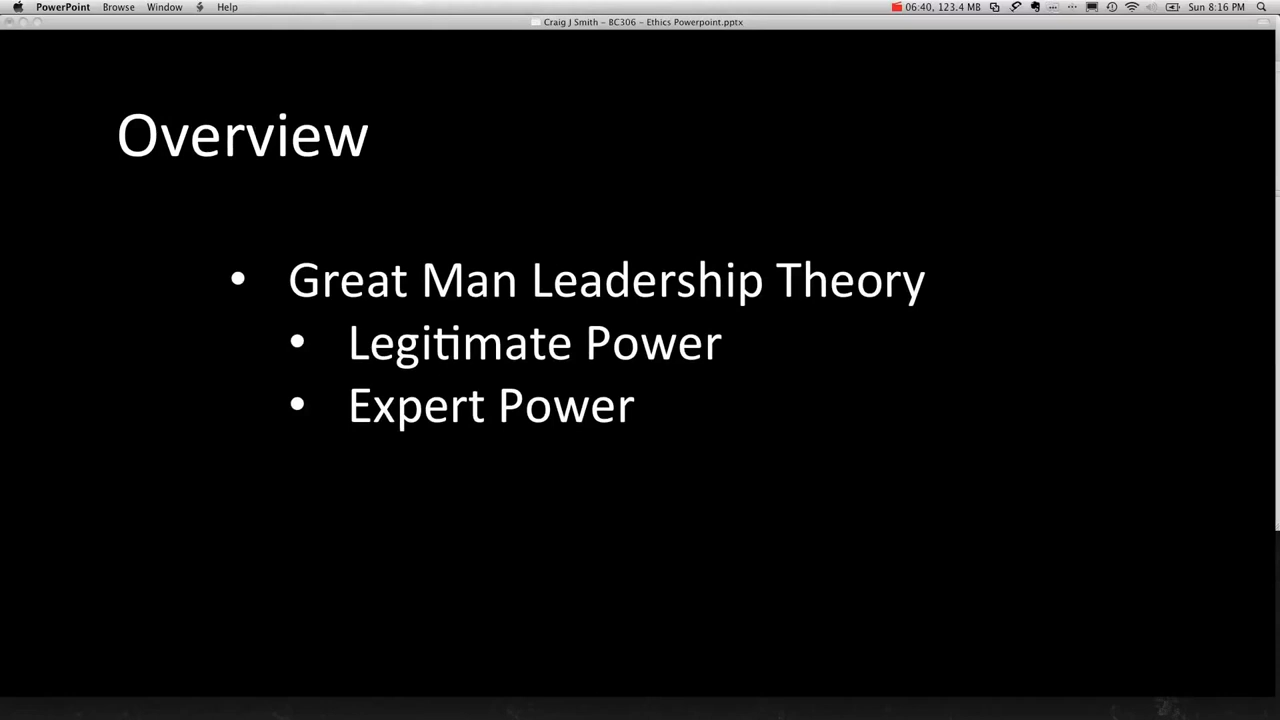 PowerPoint Browse Window Help 06:40, 123.4 MB Sun 8:16 PM
Craig J Smith – BC306 – Ethics Powerpoint.pptx
Overview
• Great Man Leadership Theory
• Legitimate Power
• Expert Power